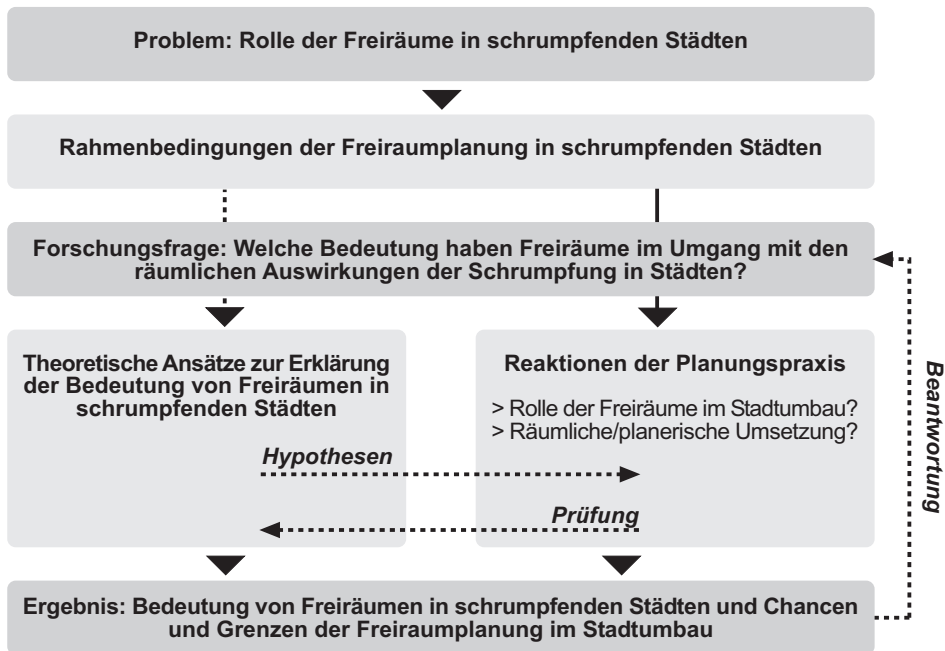 Problem: Rolle der Freiräume in schrumpfenden Städten
Rahmenbedingungen der Freiraumplanung in schrumpfenden Städten
Forschungsfrage: Welche Bedeutung haben Freiräume im Umgang mit den
räumlichen Auswirkungen der Schrumpfung in Städten?
Theoretische Ansätze zur Erklärung
der Bedeutung von Freiräumen in
schrumpfenden Städten
Reaktionen der Planungspraxis
> Rolle der Freiräume im Stadtumbau?
> Räumliche/planerische Umsetzung?
Hypothesen
Prüfung
Beantwortung
Ergebnis: Bedeutung von Freiräumen in schrumpfenden Städten und Chancen
und Grenzen der Freiraumplanung im Stadtumbau